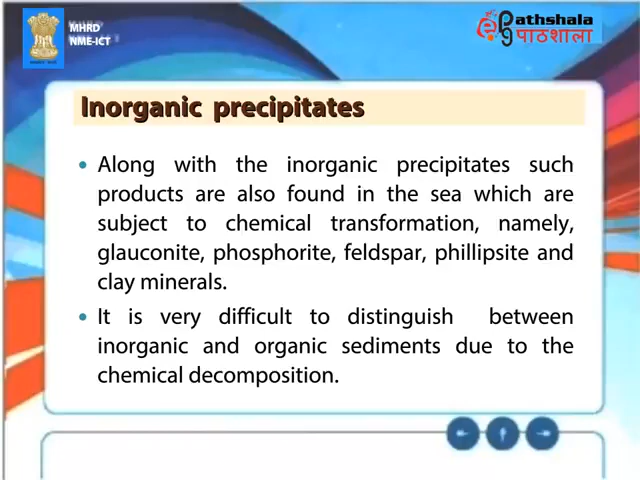 MHRD
NME-ICT
ePathshala
पाठशाला
Inorganic precipitates
Along with the inorganic precipitates such
products are also found in the sea which are
subject to chemical transformation, namely,
glauconite, phosphorite, feldspar, phillipsite and
clay minerals.
It is very difficult to distinguish between
inorganic and organic sediments due to the
chemical decomposition.